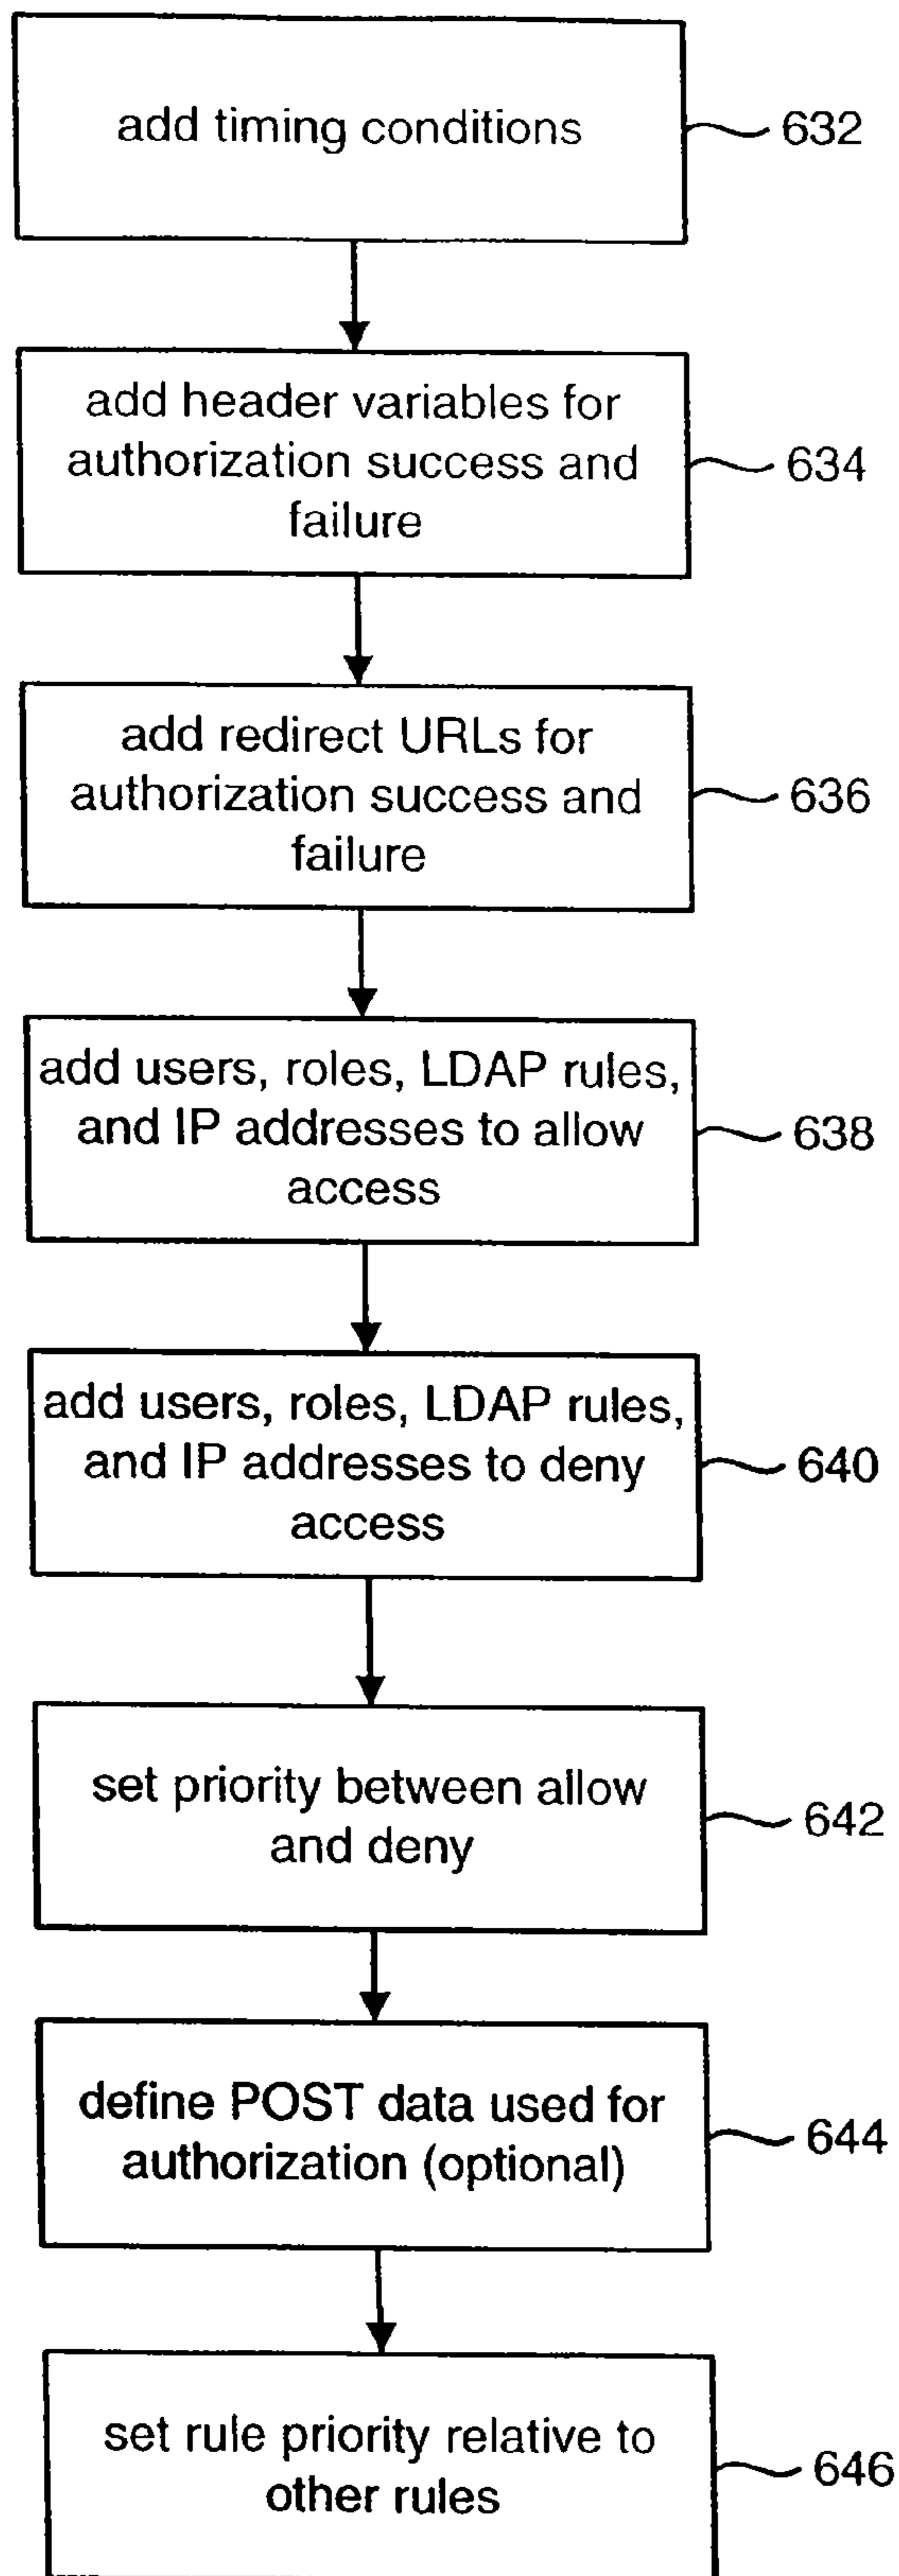 add timing conditions
632
add header variables for
authorization success and
failure
634
add redirect URLs for
authorization success and
failure
636
add users, roles, LDAP rules,
and IP addresses to allow
access
638
add users, roles, LDAP rules,
and IP addresses to deny
access
640
set priority between allow
and deny
642
define POST data used for
authorization (optional)
644
set rule priority relative to
other rules
646